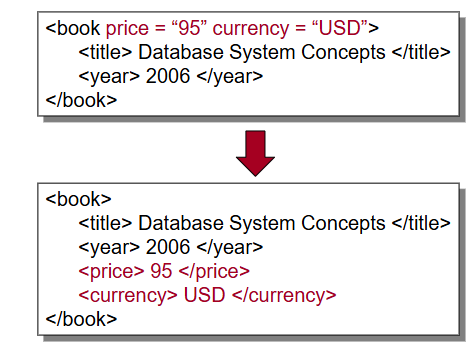 <book price = “95” currency = “USD”>
<title> Database System Concepts </title>
<year> 2006 </year>
</book>
<book>
<title> Database System Concepts </title>
<year> 2006 </year>
<price> 95 </price>
<currency> USD </currency>
</book>